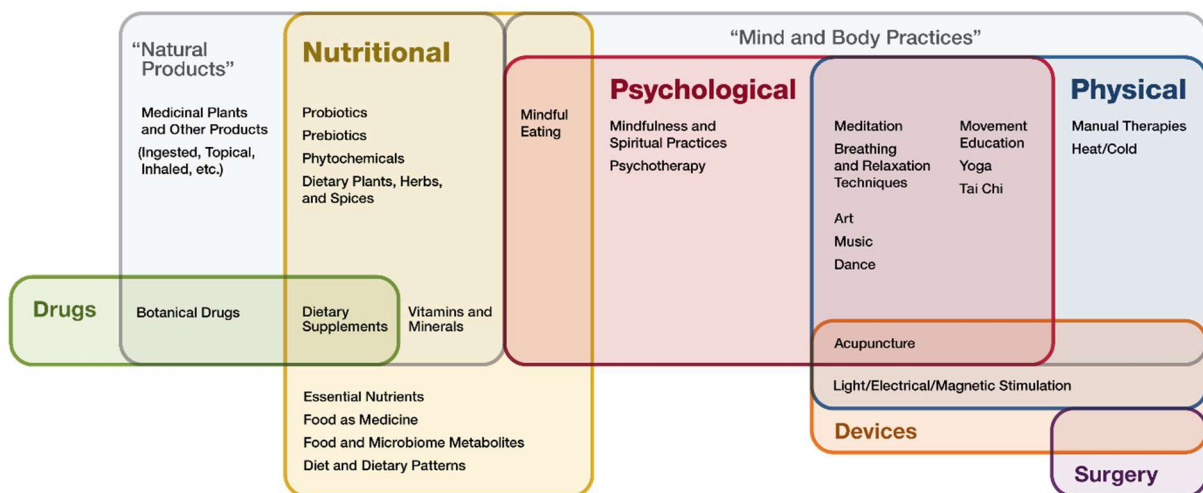 “Natural
Products”
Medicinal Plants
and Other Products
(Ingested, Topical,
Inhaled, etc.)
Nutritional
Probiotics
Prebiotics
Phytochemicals
Dietary Plants, Herbs,
and Spices
“Mind and Body Practices”
Mindful
Eating
Psychological
Mindfulness and
Spiritual Practices
Psychotherapy
Meditation
Breathing
and Relaxation
Techniques
Art
Music
Dance
Movement
Education
Yoga
Tai Chi
Physical
Manual Therapies
Heat/Cold
Drugs
Botanical Drugs
Dietary
Supplements
Vitamins and
Minerals
Essential Nutrients
Food as Medicine
Food and Microbiome Metabolites
Diet and Dietary Patterns
Acupuncture
Light/Electrical/Magnetic Stimulation
Devices
Surgery